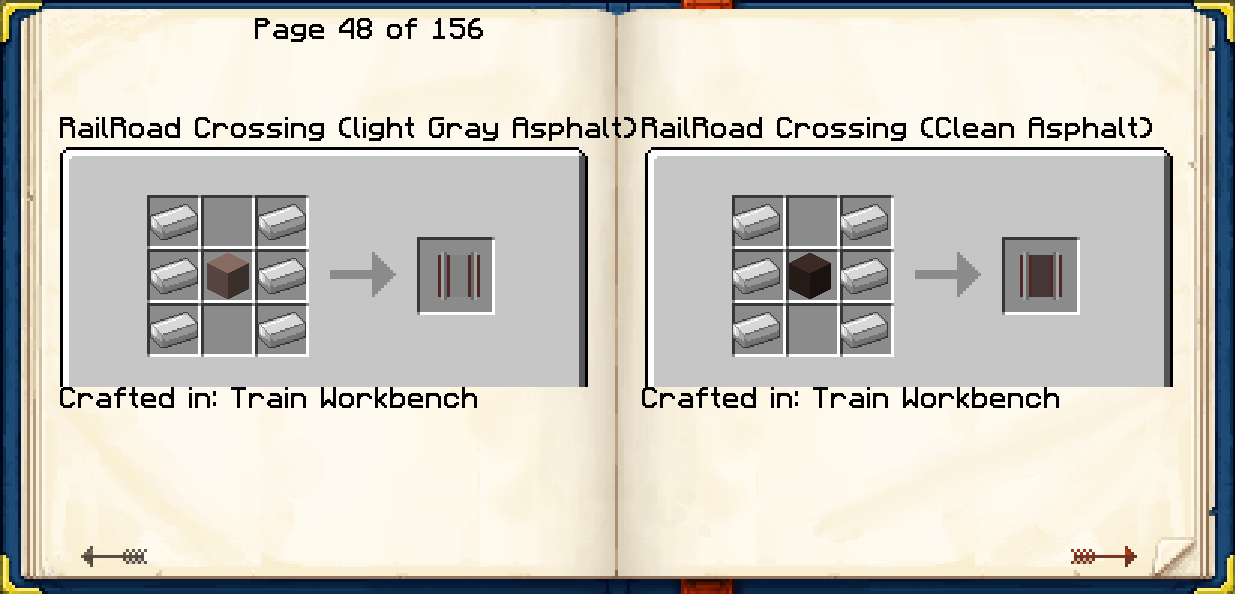 Page 48 of 156
RailRoad Crossing (light Gray Asphalt)
Crafted in: Train Workbench
RailRoad Crossing (Clean Asphalt)
Crafted in: Train Workbench